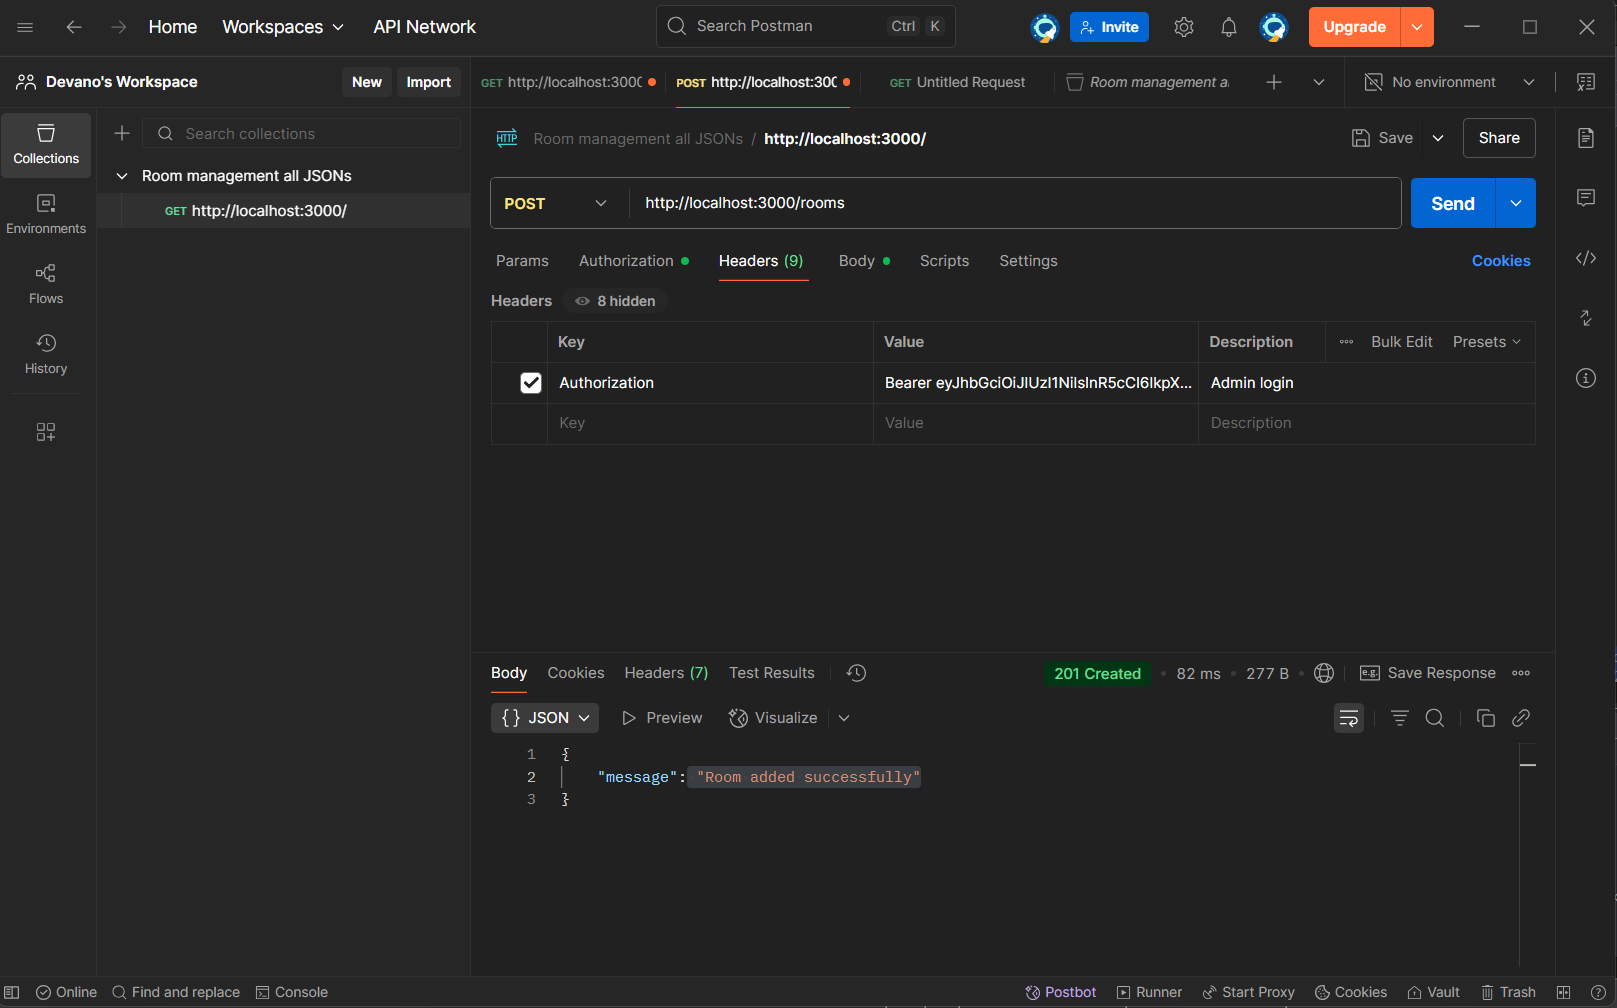 Home Workspaces API Network Search Postman Ctrl K Invite Upgrade
Devano's Workspace New Import GET http://localhost:3000 POST http://localhost:300 GET Untitled Request Room management a No environment
Search collections
Room management all JSONs
GET http://localhost:3000/
Collections
Environments
Flows
History
HTTP Room management all JSONs / http://localhost:3000/ Save Share
POST http://localhost:3000/rooms Send
Params Authorization Headers (9) Body Scripts Settings Cookies
Headers 8 hidden
Key Value Description Bulk Edit Presets
Authorization Bearer eyJhbGciOiJIUzI1NiIsInR5cCI6IkpX... Admin login
Key Value Description
Body Cookies Headers (7) Test Results 201 Created 82 ms 277 B e.g. Save Response
{} JSON Preview Visualize
1 {
2 "message": "Room added successfully"
3 }
Online Find and replace Console Postbot Runner Start Proxy Cookies Vault Trash